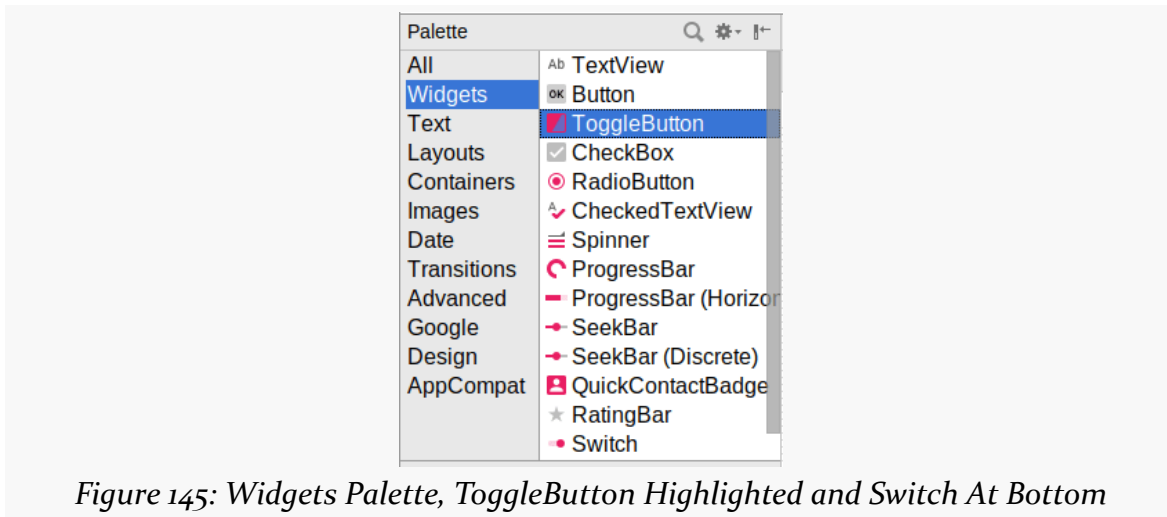 Palette
All
Widgets
Text
Layouts
Containers
Images
Date
Transitions
Advanced
Google
Design
AppCompat
Ab TextView
OK Button
ToggleButton
CheckBox
RadioButton
A CheckedTextView
Spinner
ProgressBar
ProgressBar (Horizon
SeekBar
SeekBar (Discrete)
QuickContactBadge
RatingBar
Switch
Figure 145: Widgets Palette, ToggleButton Highlighted and Switch At Bottom